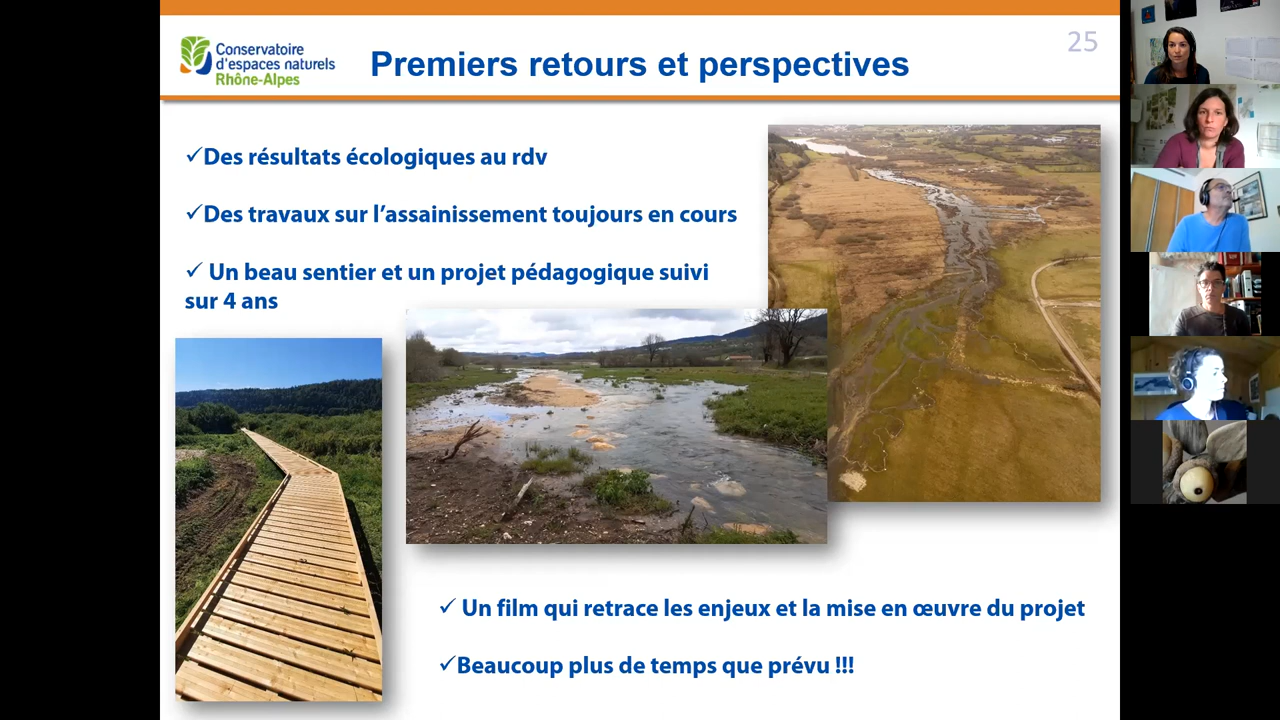 25
Conservatoire
d'espaces naturels
Rhône-Alpes
Premiers retours et perspectives
✓Des résultats écologiques au rdv
✓Des travaux sur l’assainissement toujours en cours
✓ Un beau sentier et un projet pédagogique suivi
sur 4 ans
✓ Un film qui retrace les enjeux et la mise en œuvre du projet
✓Beaucoup plus de temps que prévu !!!